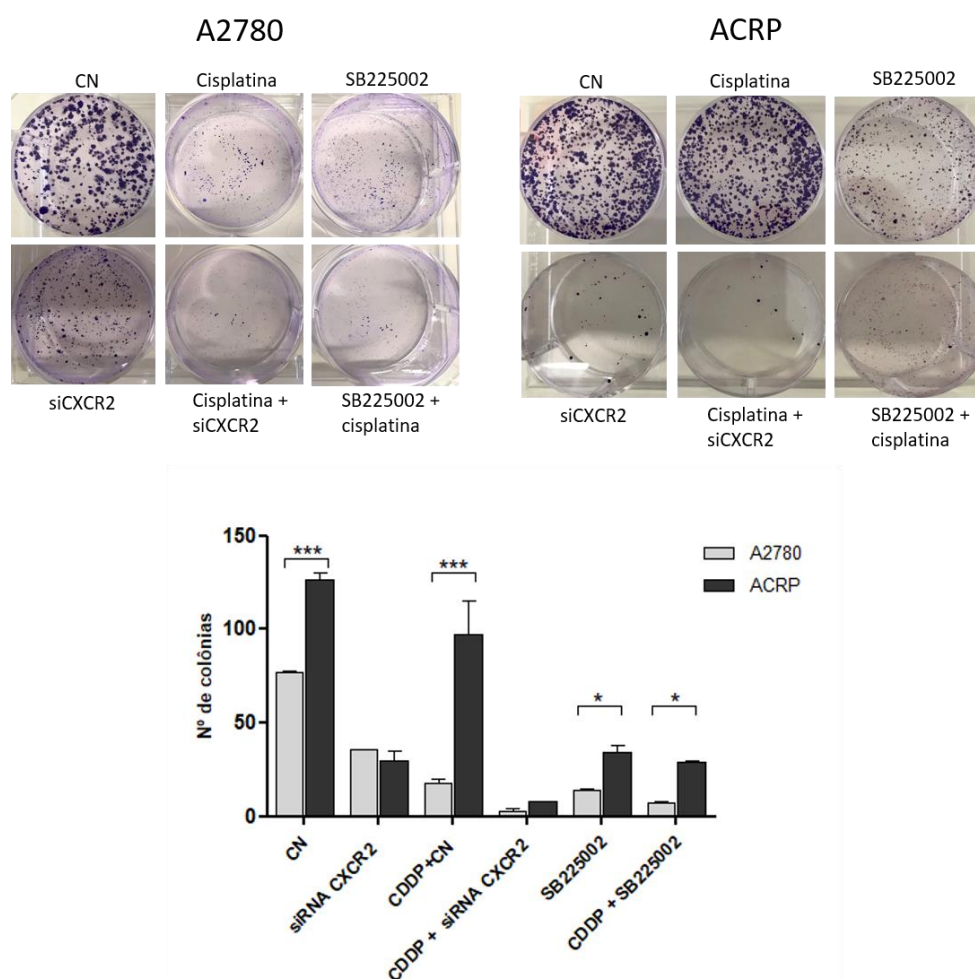 A2780
ACRP
CN
Cisplatina
SB225002
CN
Cisplatina
SB225002
siCXCR2
Cisplatina +
siCXCR2
SB225002 +
cisplatina
siCXCR2
Cisplatina +
siCXCR2
SB225002 +
cisplatina
Nº de colônias
150
100
50
0
***
***
*
*
A2780
ACRP
CN
siRNA CXCR2
CDDP+CN
CDDP + siRNA CXCR2
SB225002
CDDP + SB225002